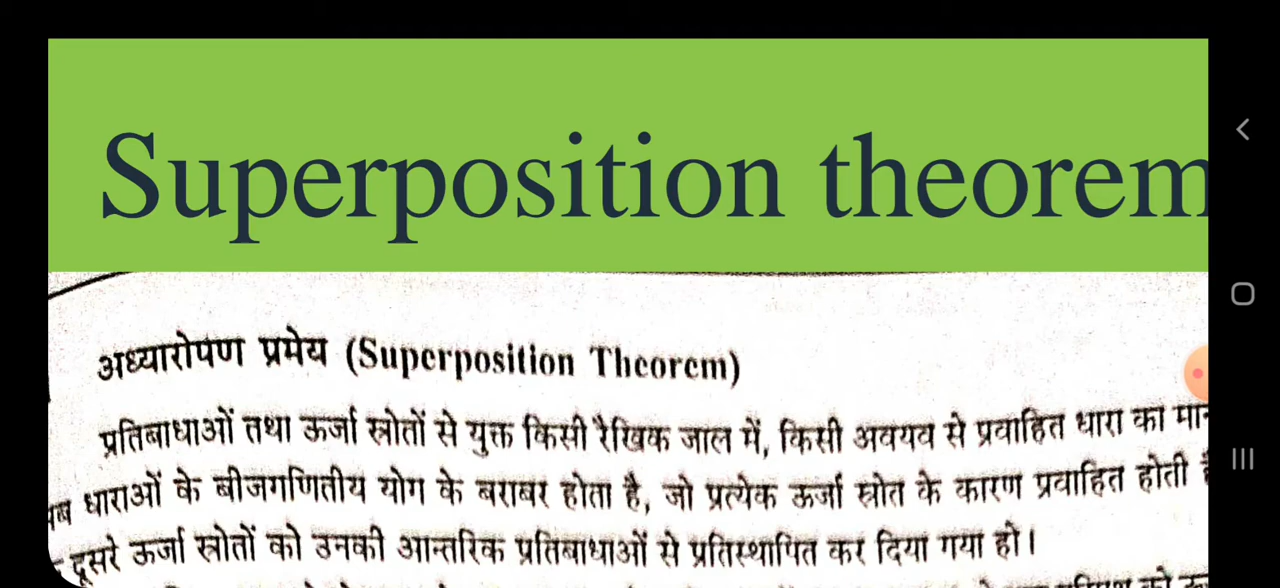 Superposition theorem
अध्यारोपण प्रमेय (Superposition Theorem)
प्रतिबाधाओं तथा ऊर्जा स्रोतों से युक्त किसी रैखिक जाल में, किसी अवयव से प्रवाहित धारा का
धाराओं के बीजगणितीय योग के बराबर होता है, जो प्रत्येक ऊर्जा स्रोत के कारण प्रवाहित होती
दूसरे ऊर्जा स्रोतों को उनकी आन्तरिक प्रतिबाधाओं से प्रतिस्थापित कर दिया गया हो।